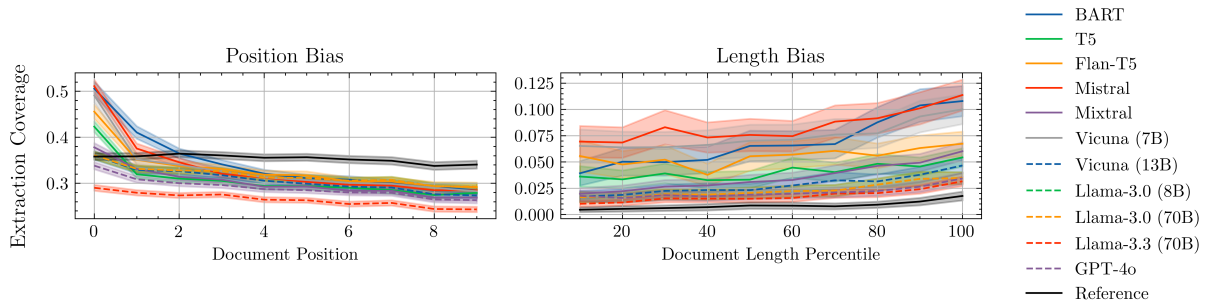 Position Bias
Extraction Coverage
0.5
0.4
0.3
0
2
4
6
8
Document Position
Length Bias
0.125
0.100
0.075
0.050
0.025
0.000
20
40
60
80
100
Document Length Percentile
BART
T5
Flan-T5
Mistral
Mixtral
Vicuna (7B)
Vicuna (13B)
Llama-3.0 (8B)
Llama-3.0 (70B)
Llama-3.3 (70B)
GPT-4o
Reference